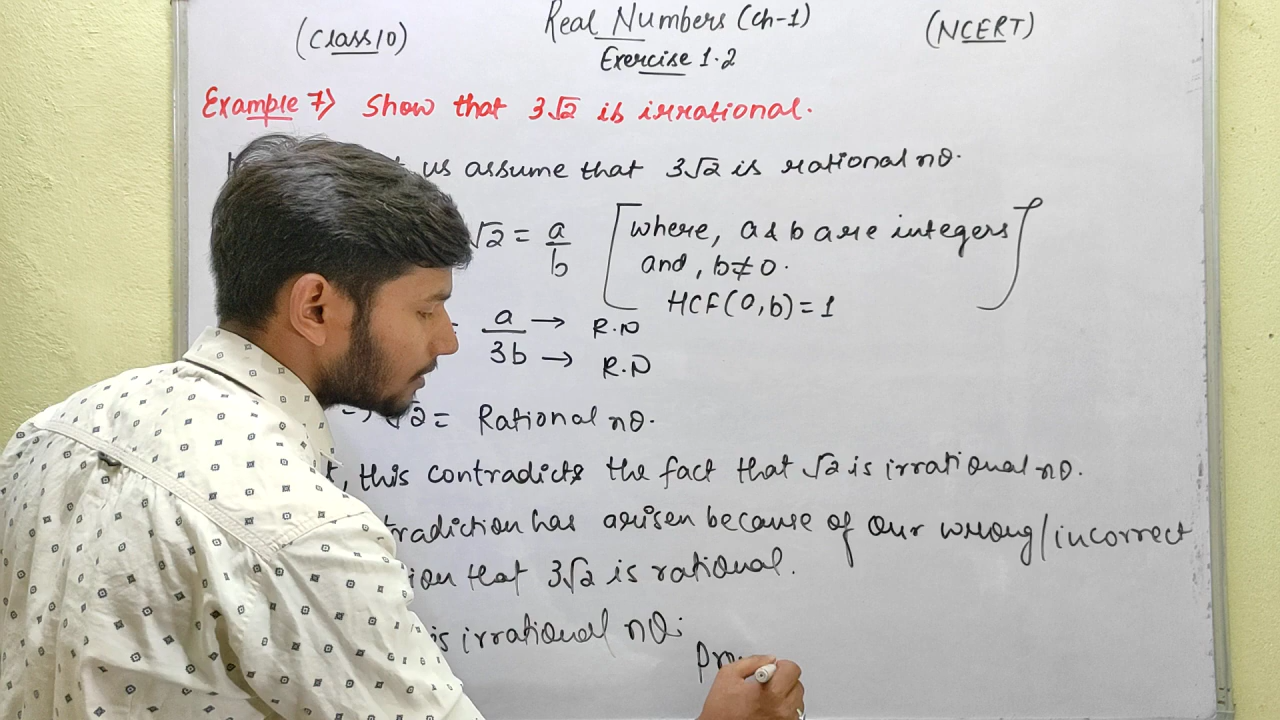 (Class 10) Real Numbers (Ch-1) (NCERT)
Exercise 1.2
Example 7) Show that 3√2 is irrational.
us assume that 3√2 is rational no.
√2 = a/b [where, a & b are integers
and, b≠0.
HCF(a,b)=1]
= a/3b → R.N
→ R.N
√2 = Rational no.
, this contradicts the fact that √2 is irrational no.
tradiction has arisen because of our wrong/incorrect
ion that 3√2 is rational.
is irrational no.
Pro